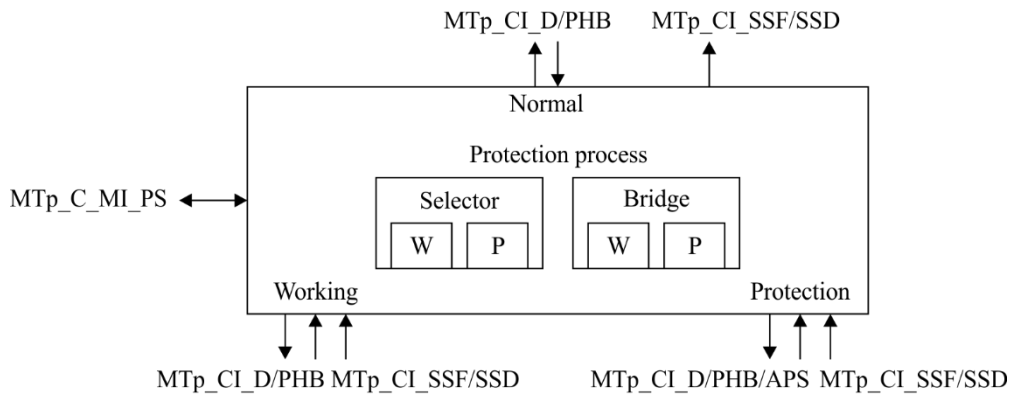 MTp_CI_D/PHB MTp_CI_SSF/SSD
Normal
Protection process
Selector Bridge
MTp_C_MI_PS
W P W P
Working Protection
MTp_CI_D/PHB MTp_CI_SSF/SSD MTp_CI_D/PHB/APS MTp_CI_SSF/SSD